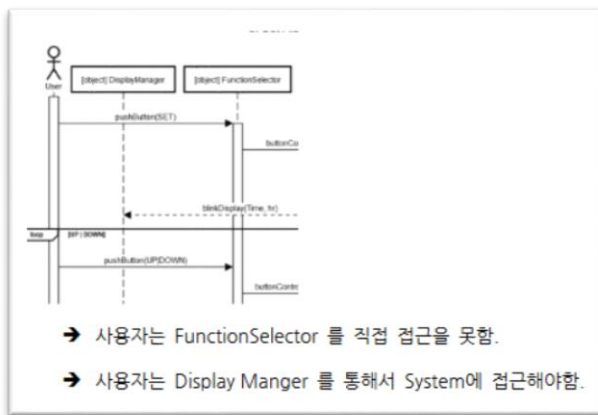 User
[object] DisplayManager
[object] FunctionSelector
pushButton(SET)
buttonCo
blinkDisplay(Time, hr)
loop
[UP | DOWN]
pushButton(UP|DOWN)
buttonContro
➔ 사용자는 FunctionSelector 를 직접 접근을 못함.
➔ 사용자는 Display Manger 를 통해서 System에 접근해야함.